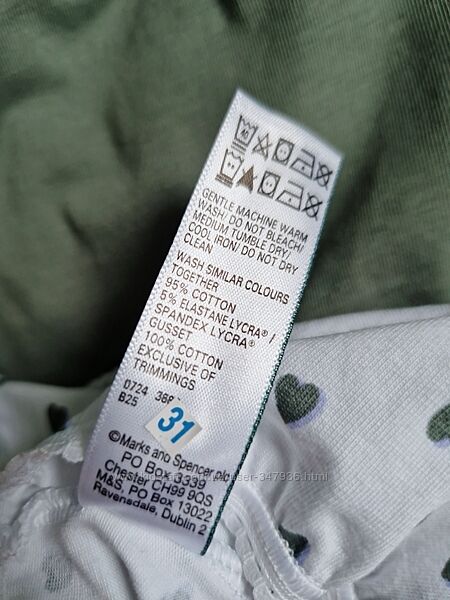 40
GENTLE MACHINE WARM
WASH/ DO NOT BLEACH/
MEDIUM TUMBLE DRY/
COOL IRON/ DO NOT DRY
CLEAN
WASH SIMILAR COLOURS
TOGETHER
95% COTTON
5% ELASTANE LYCRA® /
SPANDEX LYCRA®
GUSSET
100% COTTON
EXCLUSIVE OF
TRIMMINGS
0724
B25
31
©Marks and Spencer plc
PO Box 3339
Chester CH99 9QS
M&S, PO Box 13022
Ravensdale, Dublin 2